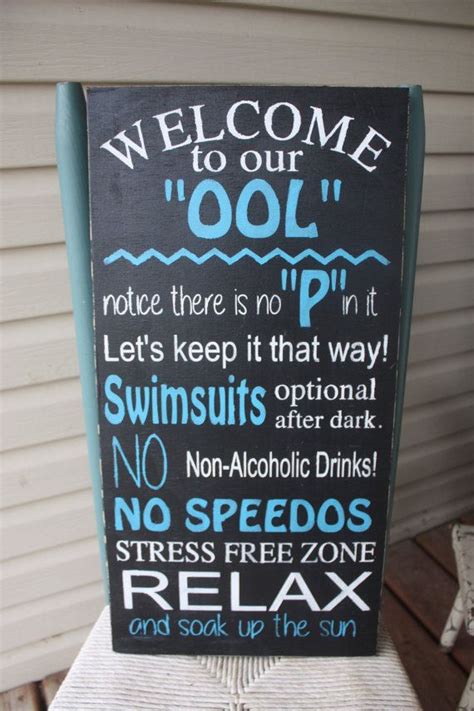 WELCOME
to our
"OOL"
notice there is no "P" in it
Let's keep it that way!
Swimsuits optional after dark.
NO Non-Alcoholic Drinks!
NO SPEEDOS
STRESS FREE ZONE
RELAX
and soak up the sun